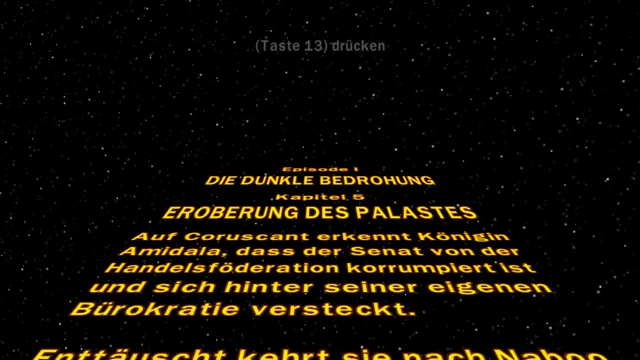 (Taste 13) drücken
Episode I
DIE DUNKLE BEDROHUNG
Kapitel 5
EROBERUNG DES PALASTES
Auf Coruscant erkennt Königin
Amidala, dass der Senat von der
Handelsföderation korrumpiert ist
und sich hinter seiner eigenen
Bürokratie versteckt.
Enttäuscht kehrt sie nach Naboo